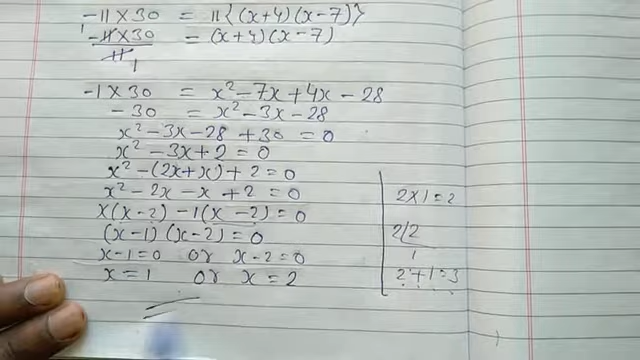 -11 × 30 = 11{(x+4)(x-7)}
-11×30 = (x+4)(x-7)
11
-1 × 30 = x² - 7x + 4x - 28
-30 = x² - 3x - 28
x² - 3x - 28 + 30 = 0
x² - 3x + 2 = 0
x² - (2x + x) + 2 = 0
x² - 2x - x + 2 = 0
x(x - 2) - 1(x - 2) = 0
(x - 1)(x - 2) = 0
x - 1 = 0 or x - 2 = 0
x = 1 or x = 2
2 × 1 = 2
2/2
1
2 + 1 = 3